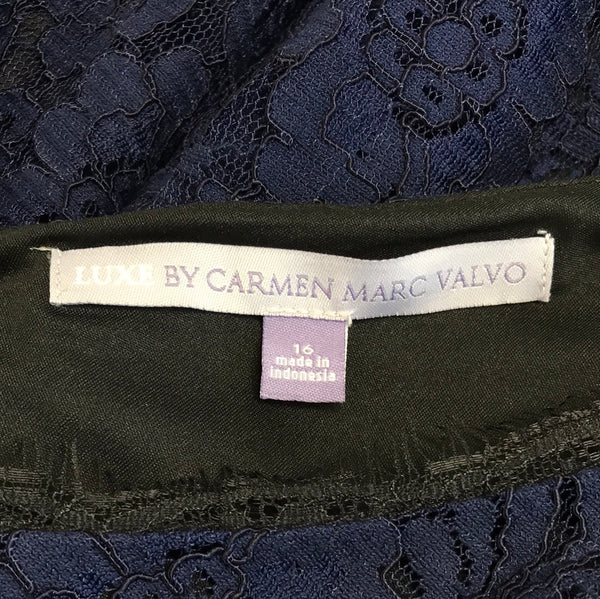 LUXE BY CARMEN MARC VALVO
16
made in
indonesia